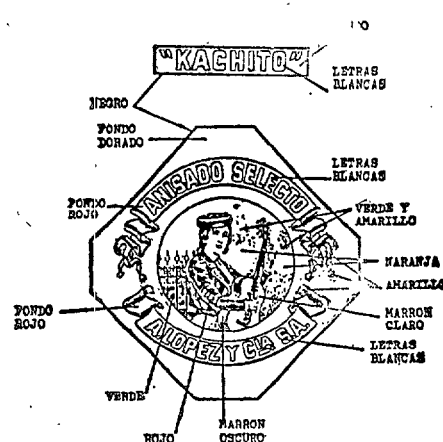 "KACHITO"
LETRAS
BLANCAS
NEGRO
FONDO
DORADO
ANISADO SELECTO
LETRAS
BLANCAS
FONDO
ROJO
VERDE Y
AMARILLO
NARANJA
AMARILLO
FONDO
ROJO
MARRON
CLARO
A. LOPEZ Y Cia. S.A.
LETRAS
BLANCAS
VERDE
ROJO
MARRON
OSCURO